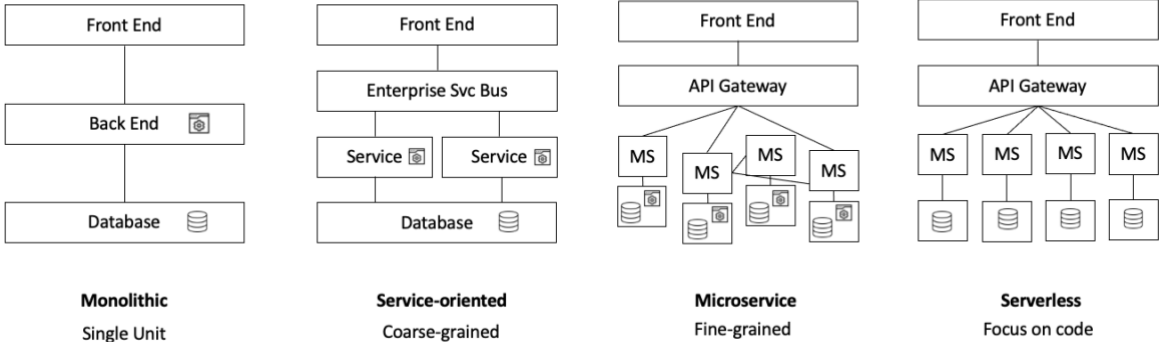 Front End
Back End
Database
Monolithic
Single Unit
Front End
Enterprise Svc Bus
Service
Service
Database
Service-oriented
Coarse-grained
Front End
API Gateway
MS
MS
MS
MS
Microservice
Fine-grained
Front End
API Gateway
MS
MS
MS
MS
Serverless
Focus on code